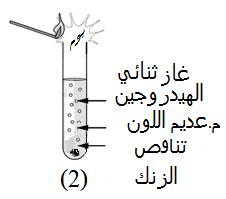 غاز ثنائي
الهيدروجين
م.عديم اللون
تناقص
الزنك
(2)